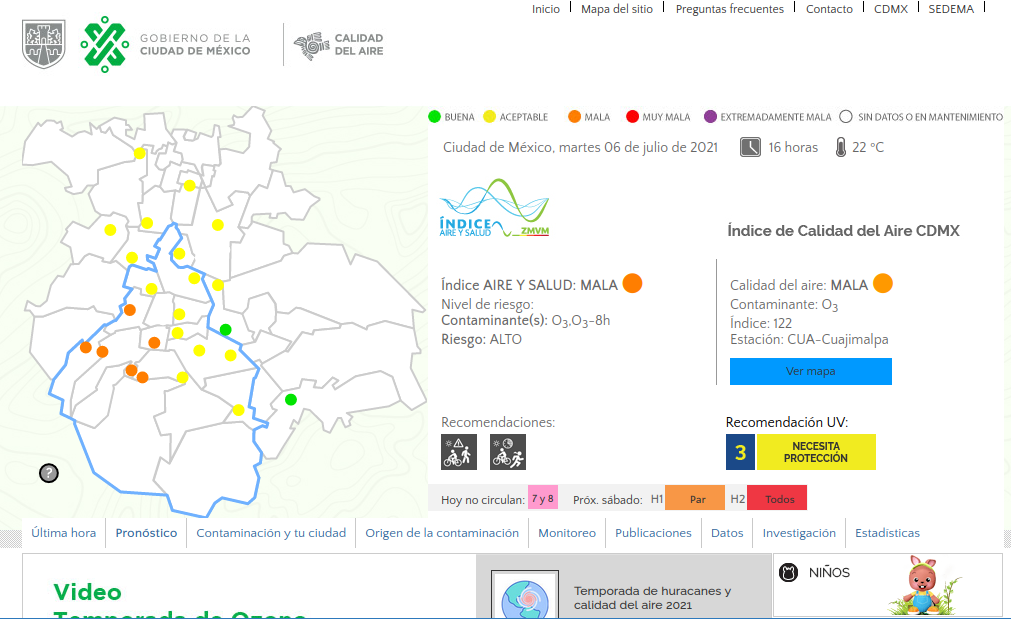 Inicio Mapa del sitio Preguntas frecuentes Contacto CDMX SEDEMA
GOBIERNO DE LA
CIUDAD DE MÉXICO
CALIDAD
DEL AIRE
BUENA ACEPTABLE MALA MUY MALA EXTREMADAMENTE MALA SIN DATOS O EN MANTENIMIENTO
Ciudad de México, martes 06 de julio de 2021 16 horas 22 °C
ÍNDICE
AIRE Y SALUD ZMVM
Índice de Calidad del Aire CDMX
Índice AIRE Y SALUD: MALA
Nivel de riesgo:
Contaminante(s): O3,O3-8h
Riesgo: ALTO
Calidad del aire: MALA
Contaminante: O3
Índice: 122
Estación: CUA-Cuajimalpa
Ver mapa
Recomendaciones:
Recomendación UV:
3 NECESITA
PROTECCIÓN
?
Hoy no circulan: 7 y 8 Próx. sábado: H1 Par H2 Todos
Última hora Pronóstico Contaminación y tu ciudad Origen de la contaminación Monitoreo Publicaciones Datos Investigación Estadísticas
Video
Temporada de Ozono
Temporada de huracanes y
calidad del aire 2021
NIÑOS